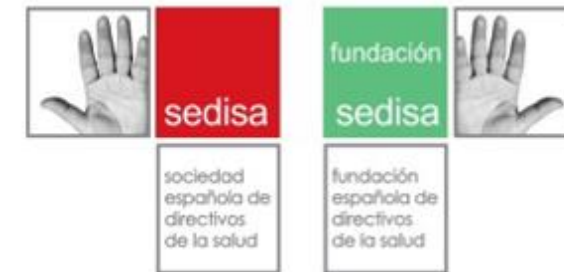 sedisa
sociedad
española de
directivos
de la salud
fundación
sedisa
fundación
española de
directivos
de la salud